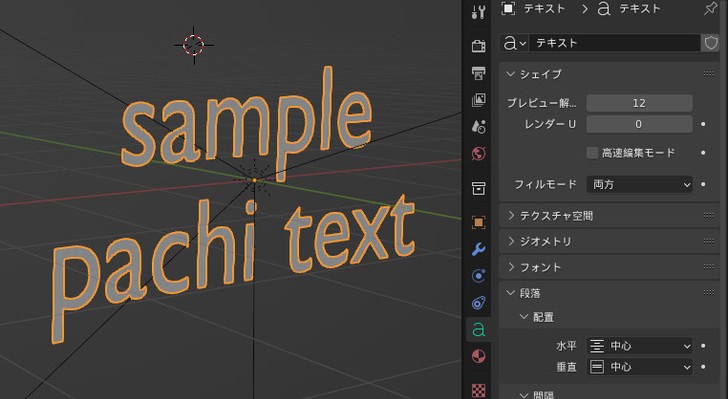 sample
pachi text
テキスト > テキスト
テキスト
シェイプ
プレビュー解... 12
レンダー U 0
高速編集モード
フィルモード 両方
テクスチャ空間
ジオメトリ
フォント
段落
配置
水平 中心
垂直 中心
間隔